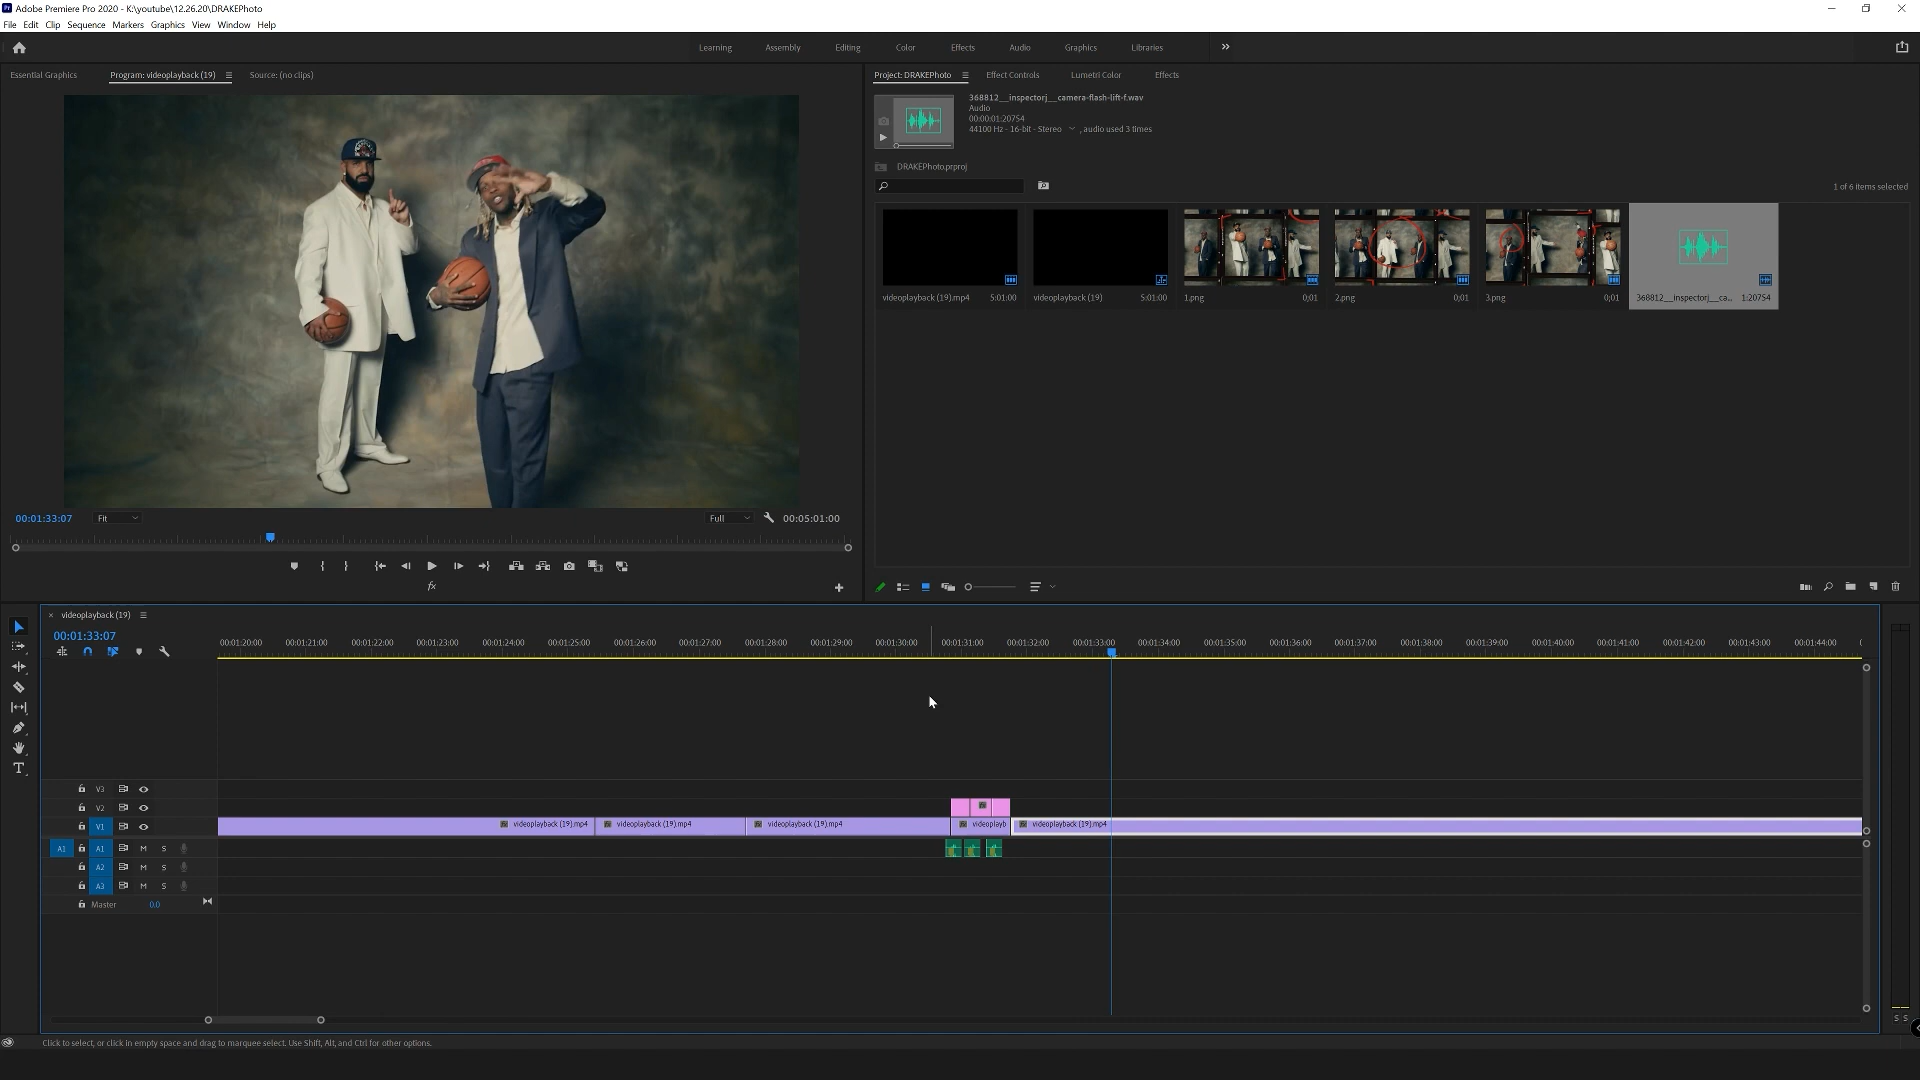 Adobe Premiere Pro 2020 - K:\youtube\12.26.20\DRAKEPhoto
File Edit Clip Sequence Markers Graphics View Window Help
Learning Assembly Editing Color Effects Audio Graphics Libraries
Essential Graphics Program: videoplayback (19) Source: (no clips)
Project: DRAKEPhoto Effect Controls Lumetri Color Effects
368812__inspectorj__camera-flash-lift-f.wav
Audio
00:00:01:20754
44100 Hz - 16-bit - Stereo , audio used 3 times
DRAKEPhoto.prproj
1 of 6 items selected
videoplayback (19).mp4 5:01:00 videoplayback (19) 5:01:00 1.png 0;01 2.png 0;01 3.png 0;01 368812__inspectorj__ca... 1:20754
00:01:33:07 Fit Full 00:05:01:00
fx
videoplayback (19)
00:01:33:07
00:01:20:00 00:01:21:00 00:01:22:00 00:01:23:00 00:01:24:00 00:01:25:00 00:01:26:00 00:01:27:00 00:01:28:00 00:01:29:00 00:01:30:00 00:01:31:00 00:01:32:00 00:01:33:00 00:01:34:00 00:01:35:00 00:01:36:00 00:01:37:00 00:01:38:00 00:01:39:00 00:01:40:00 00:01:41:00 00:01:42:00 00:01:43:00 00:01:44:00
V3
V2
V1 videoplayback (19).mp4 videoplayback (19).mp4 videoplayback (19).mp4 videoplayb videoplayback (19).mp4
A1 A1 M S
A2 M S
A3 M S
Master 0.0
S S
Click to select, or click in empty space and drag to marquee select. Use Shift, Alt, and Ctrl for other options.